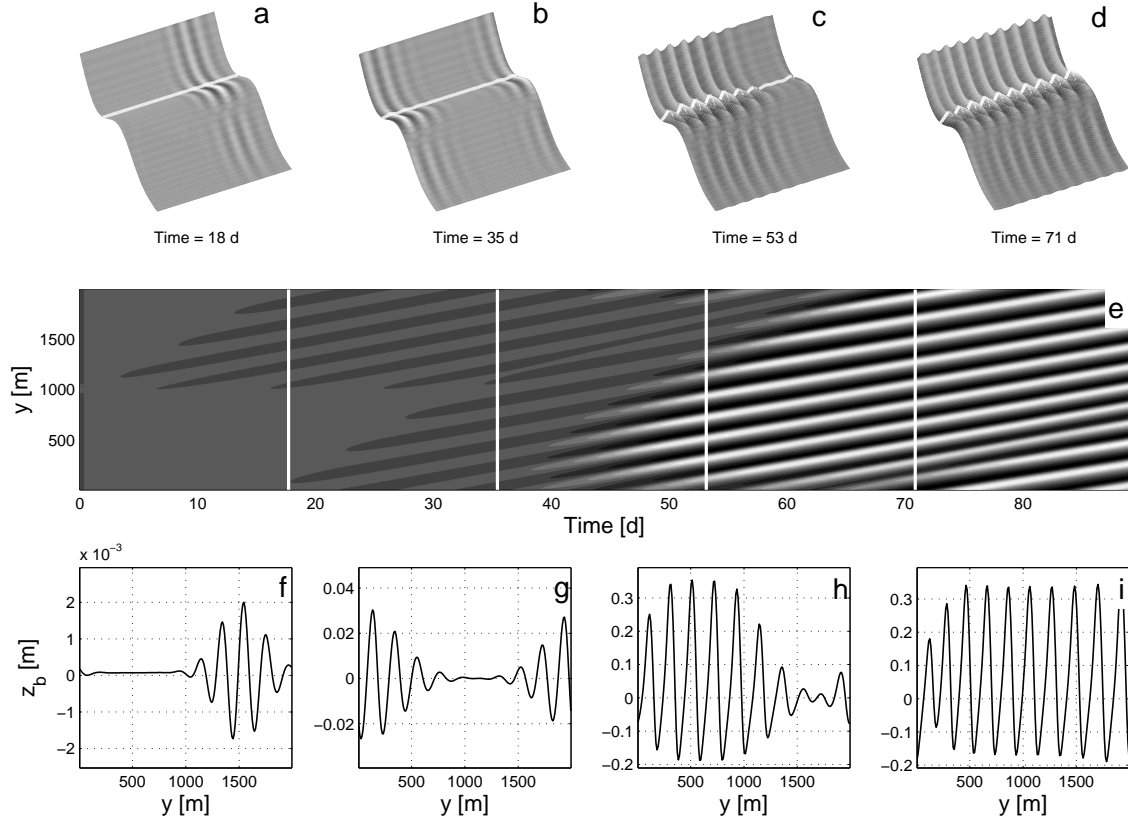 a b c d
Time = 18 d Time = 35 d Time = 53 d Time = 71 d
e
1500
1000
500
y [m]
0 10 20 30 40 50 60 70 80
Time [d]
x 10⁻³
f g h i
2
1
0
−1
−2
z_b [m]
500 1000 1500
y [m]
0.04
0.02
0
−0.02
500 1000 1500
y [m]
0.3
0.2
0.1
0
−0.1
−0.2
500 1000 1500
y [m]
0.3
0.2
0.1
0
−0.1
−0.2
500 1000 1500
y [m]